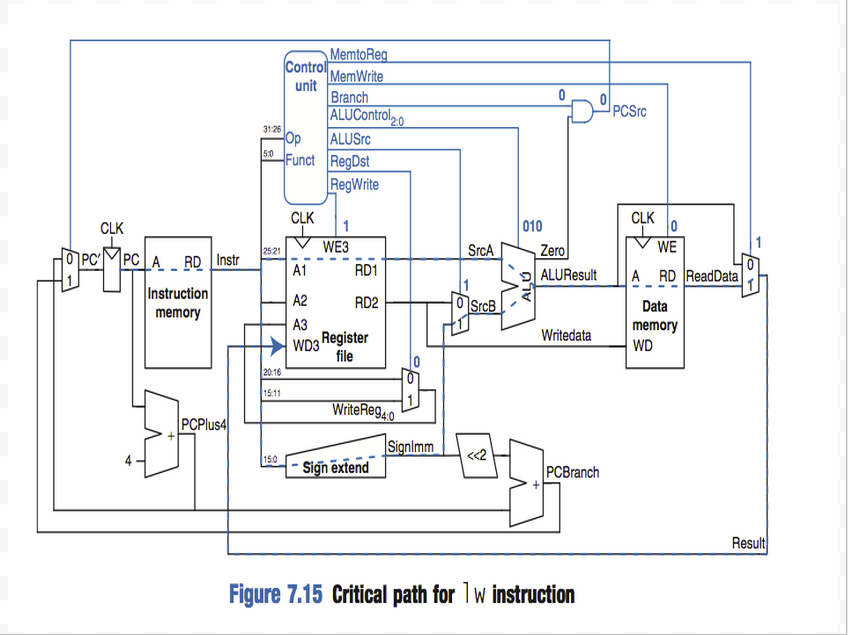 MemtoReg
Control
unit
MemWrite
Branch
0
0
PCSrc
ALUControl2:0
31:26
Op
ALUSrc
5:0
Funct
RegDst
RegWrite
CLK
CLK
1
010
CLK
0
WE3
WE
1
25:21
SrcA
Zero
0
PC'
PC
A
RD
Instr
A1
RD1
ALU
ALUResult
A
RD
ReadData
0
1
1
1
Instruction
memory
A2
RD2
0
SrcB
Data
memory
A3
1
Register
file
WD3
Writedata
WD
20:16
0
0
15:11
1
WriteReg4:0
PCPlus4
+
4
SignImm
15:0
Sign extend
<<2
PCBranch
+
Result
Figure 7.15 Critical path for lw instruction